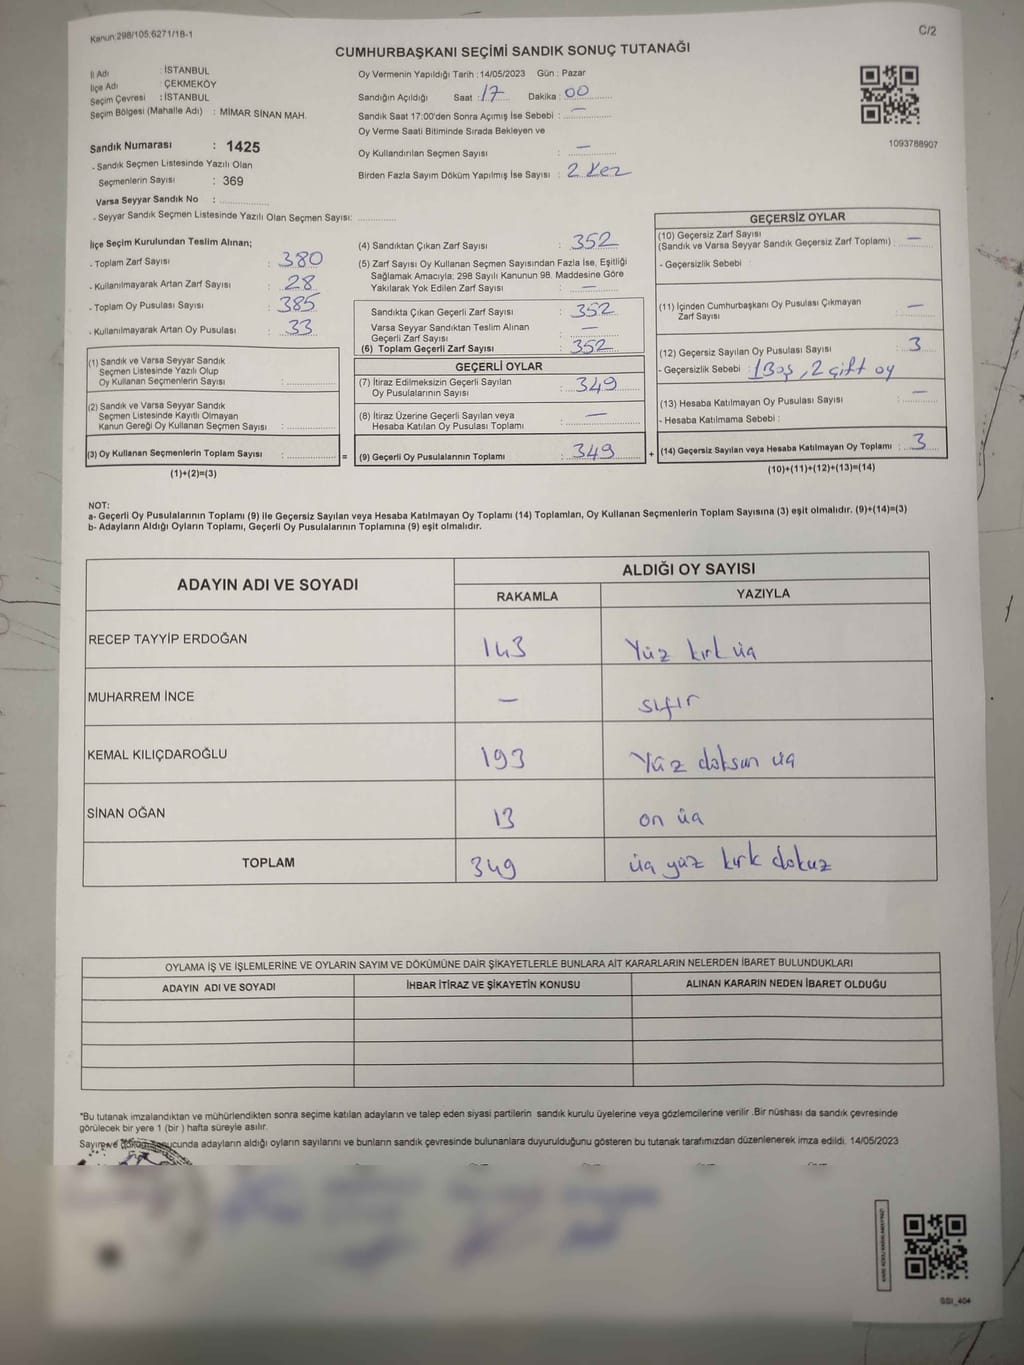 Kanun:298/105:6271/18-1
C/2
CUMHURBAŞKANI SEÇİMİ SANDIK SONUÇ TUTANAĞI
İl Adı : İSTANBUL
İlçe Adı : ÇEKMEKÖY
Seçim Çevresi : İSTANBUL
Seçim Bölgesi (Mahalle Adı) : MİMAR SİNAN MAH.
Sandık Numarası : 1425
- Sandık Seçmen Listesinde Yazılı Olan
Seçmenlerin Sayısı : 369
Varsa Seyyar Sandık No :
- Seyyar Sandık Seçmen Listesinde Yazılı Olan Seçmen Sayısı:
Oy Vermenin Yapıldığı Tarih : 14/05/2023 Gün : Pazar
Sandığın Açıldığı Saat : 17 Dakika : 00
Sandık Saat 17:00'den Sonra Açımış İse Sebebi : —
Oy Verme Saati Bitiminde Sırada Bekleyen ve
Oy Kullandırılan Seçmen Sayısı : —
Birden Fazla Sayım Döküm Yapılmış İse Sayısı : 2 kez
1093788907
İlçe Seçim Kurulundan Teslim Alınan;
- Toplam Zarf Sayısı : 380
- Kullanılmayarak Artan Zarf Sayısı : 28
- Toplam Oy Pusulası Sayısı : 385
- Kullanılmayarak Artan Oy Pusulası : 33
(1) Sandık ve Varsa Seyyar Sandık
Seçmen Listesinde Yazılı Olup
Oy Kullanan Seçmenlerin Sayısı :
(2) Sandık ve Varsa Seyyar Sandık
Seçmen Listesinde Kayıtlı Olmayan
Kanun Gereği Oy Kullanan Seçmen Sayısı :
(3) Oy Kullanan Seçmenlerin Toplam Sayısı : =
(1)+(2)=(3)
(4) Sandıktan Çıkan Zarf Sayısı : 352
(5) Zarf Sayısı Oy Kullanan Seçmen Sayısından Fazla İse, Eşitliği
Sağlamak Amacıyla; 298 Sayılı Kanunun 98. Maddesine Göre
Yakılarak Yok Edilen Zarf Sayısı : —
Sandıkta Çıkan Geçerli Zarf Sayısı : 352
Varsa Seyyar Sandıktan Teslim Alınan
Geçerli Zarf Sayısı : —
(6) Toplam Geçerli Zarf Sayısı : 352
GEÇERLİ OYLAR
(7) İtiraz Edilmeksizin Geçerli Sayılan
Oy Pusulalarının Sayısı : 349
(8) İtiraz Üzerine Geçerli Sayılan veya
Hesaba Katılan Oy Pusulası Toplamı : —
(9) Geçerli Oy Pusulalarının Toplamı : 349 +
GEÇERSİZ OYLAR
(10) Geçersiz Zarf Sayısı
(Sandık ve Varsa Seyyar Sandık Geçersiz Zarf Toplamı) : —
- Geçersizlik Sebebi :
(11) İçinden Cumhurbaşkanı Oy Pusulası Çıkmayan
Zarf Sayısı : —
(12) Geçersiz Sayılan Oy Pusulası Sayısı : 3
- Geçersizlik Sebebi : 1 Boş, 2 çift oy
(13) Hesaba Katılmayan Oy Pusulası Sayısı : —
- Hesaba Katılmama Sebebi :
(14) Geçersiz Sayılan veya Hesaba Katılmayan Oy Toplamı : 3
(10)+(11)+(12)+(13)=(14)
NOT:
a- Geçerli Oy Pusulalarının Toplamı (9) ile Geçersiz Sayılan veya Hesaba Katılmayan Oy Toplamı (14) Toplamları, Oy Kullanan Seçmenlerin Toplam Sayısına (3) eşit olmalıdır. (9)+(14)=(3)
b- Adayların Aldığı Oyların Toplamı, Geçerli Oy Pusulalarının Toplamına (9) eşit olmalıdır.
ADAYIN ADI VE SOYADI
ALDIĞI OY SAYISI
RAKAMLA YAZIYLA
RECEP TAYYİP ERDOĞAN 143 Yüz kırk üç
MUHARREM İNCE — sıfır
KEMAL KILIÇDAROĞLU 193 Yüz doksan üç
SİNAN OĞAN 13 on üç
TOPLAM 349 üç yüz kırk dokuz
OYLAMA İŞ VE İŞLEMLERİNE VE OYLARIN SAYIM VE DÖKÜMÜNE DAİR ŞİKAYETLERLE BUNLARA AİT KARARLARIN NELERDEN İBARET BULUNDUKLARI
ADAYIN ADI VE SOYADI İHBAR İTİRAZ VE ŞİKAYETİN KONUSU ALINAN KARARIN NEDEN İBARET OLDUĞU
*Bu tutanak imzalandıktan ve mühürlendikten sonra seçime katılan adayların ve talep eden siyasi partilerin sandık kurulu üyelerine veya gözlemcilerine verilir .Bir nüshası da sandık çevresinde
görülecek bir yere 1 (bir ) hafta süreyle asılır.
Sayım ve dökümü sonucunda adayların aldığı oyların sayılarını ve bunların sandık çevresinde bulunanlara duyurulduğunu gösteren bu tutanak tarafımızdan düzenlenerek imza edildi. 14/05/2023
SSI_404